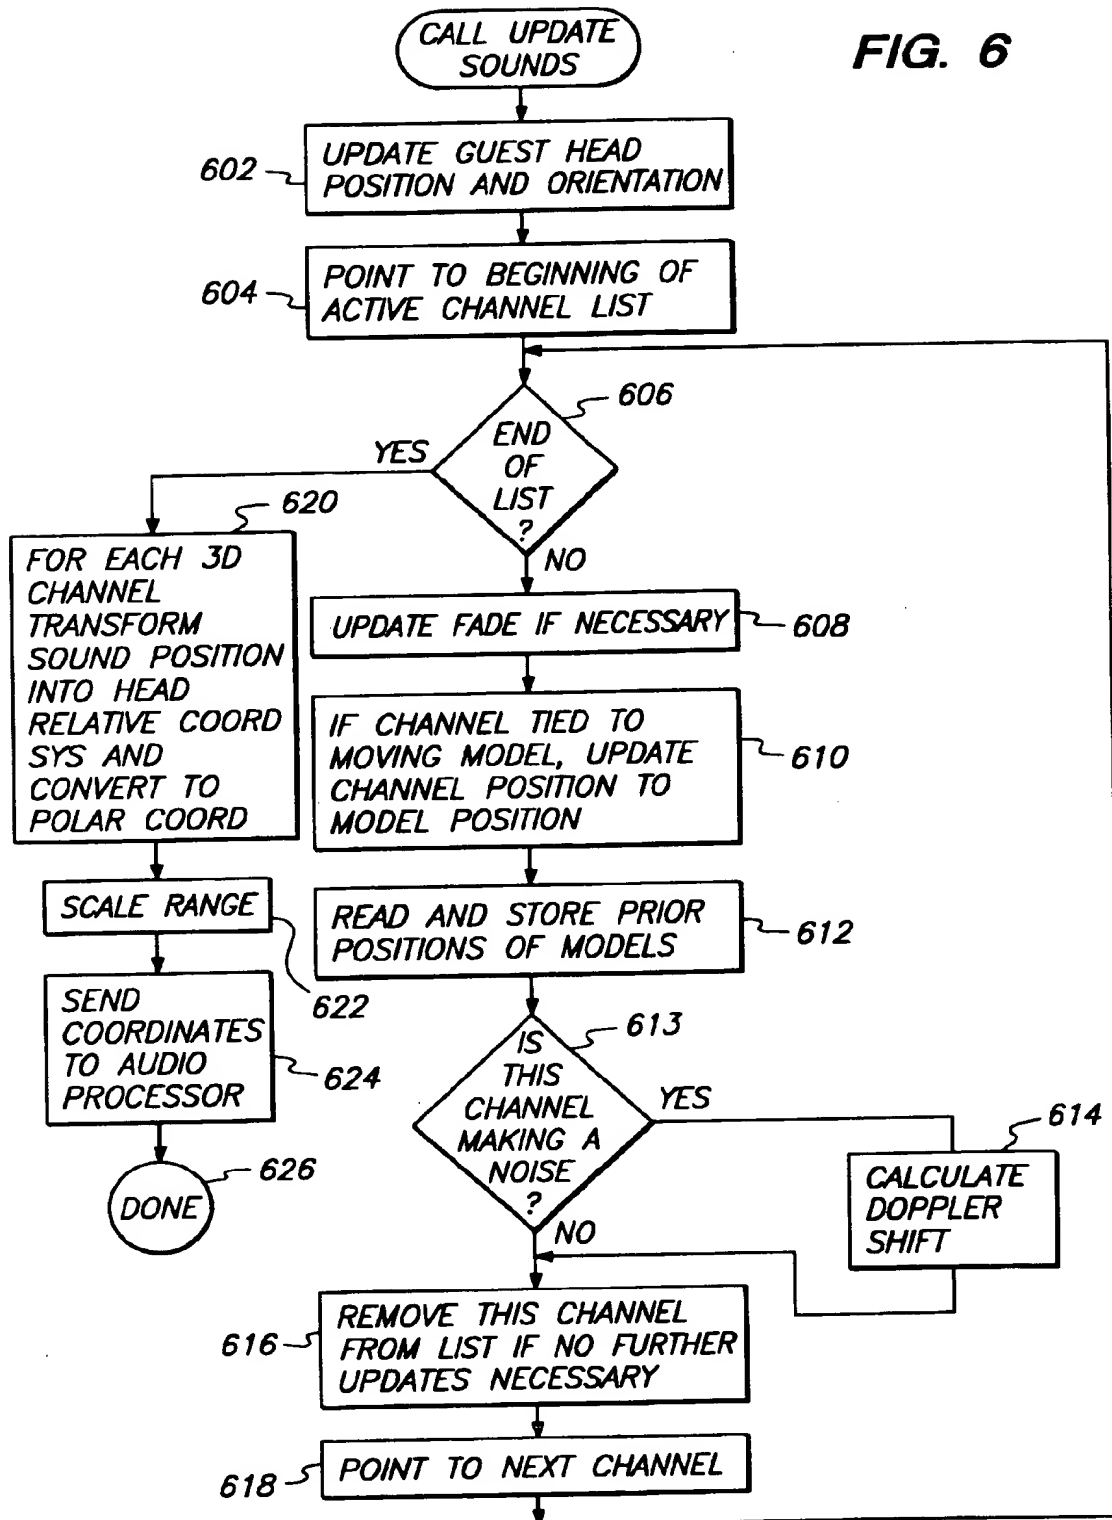 CALL UPDATE
SOUNDS
FIG. 6
602
UPDATE GUEST HEAD
POSITION AND ORIENTATION
604
POINT TO BEGINNING OF
ACTIVE CHANNEL LIST
606
END
OF
LIST
?
YES
NO
620
FOR EACH 3D
CHANNEL
TRANSFORM
SOUND POSITION
INTO HEAD
RELATIVE COORD
SYS AND
CONVERT TO
POLAR COORD
UPDATE FADE IF NECESSARY
608
IF CHANNEL TIED TO
MOVING MODEL, UPDATE
CHANNEL POSITION TO
MODEL POSITION
610
SCALE RANGE
622
READ AND STORE PRIOR
POSITIONS OF MODELS
612
SEND
COORDINATES
TO AUDIO
PROCESSOR
624
DONE
626
613
IS
THIS
CHANNEL
MAKING A
NOISE
?
YES
NO
614
CALCULATE
DOPPLER
SHIFT
616
REMOVE THIS CHANNEL
FROM LIST IF NO FURTHER
UPDATES NECESSARY
618
POINT TO NEXT CHANNEL